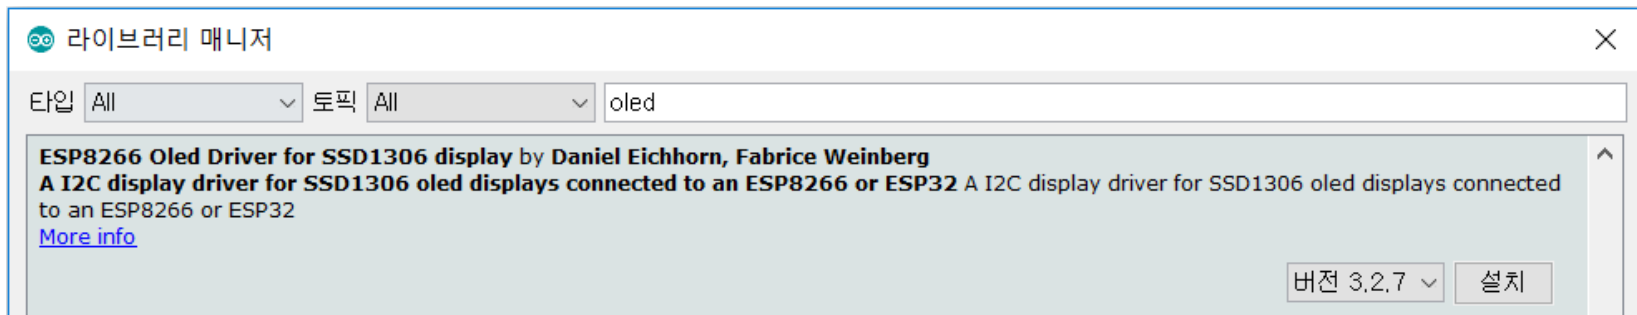 라이브러리 매니저
타입 All 토픽 All oled
ESP8266 Oled Driver for SSD1306 display by Daniel Eichhorn, Fabrice Weinberg
A I2C display driver for SSD1306 oled displays connected to an ESP8266 or ESP32 A I2C display driver for SSD1306 oled displays connected
to an ESP8266 or ESP32
More info
버전 3.2.7 설치